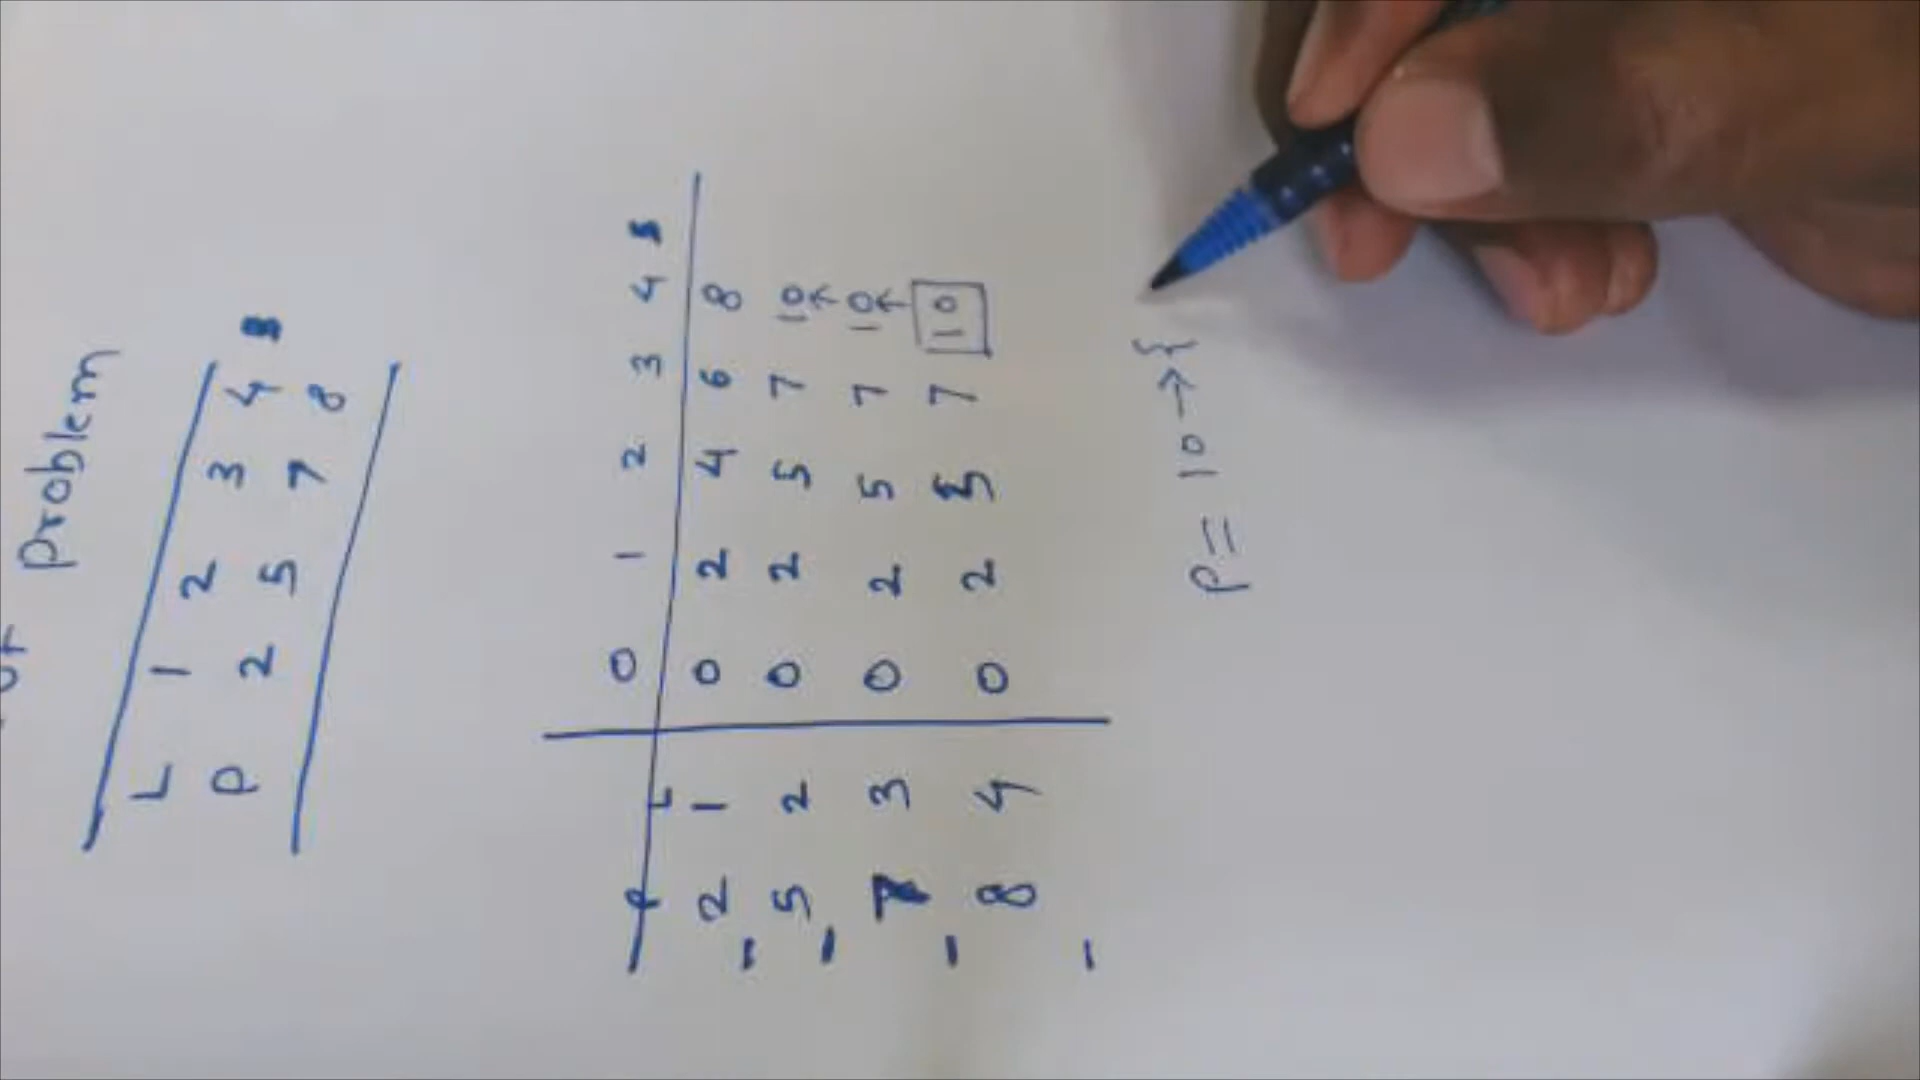 Problem
L 1 2 3 4
P 2 5 7 8
0 1 2 3 4
P L
2 1 0 2 4 6 8
5 2 0 2 5 7 10←
7 3 0 2 5 7 10←
8 4 0 2 5 7 10
P = 10 → {